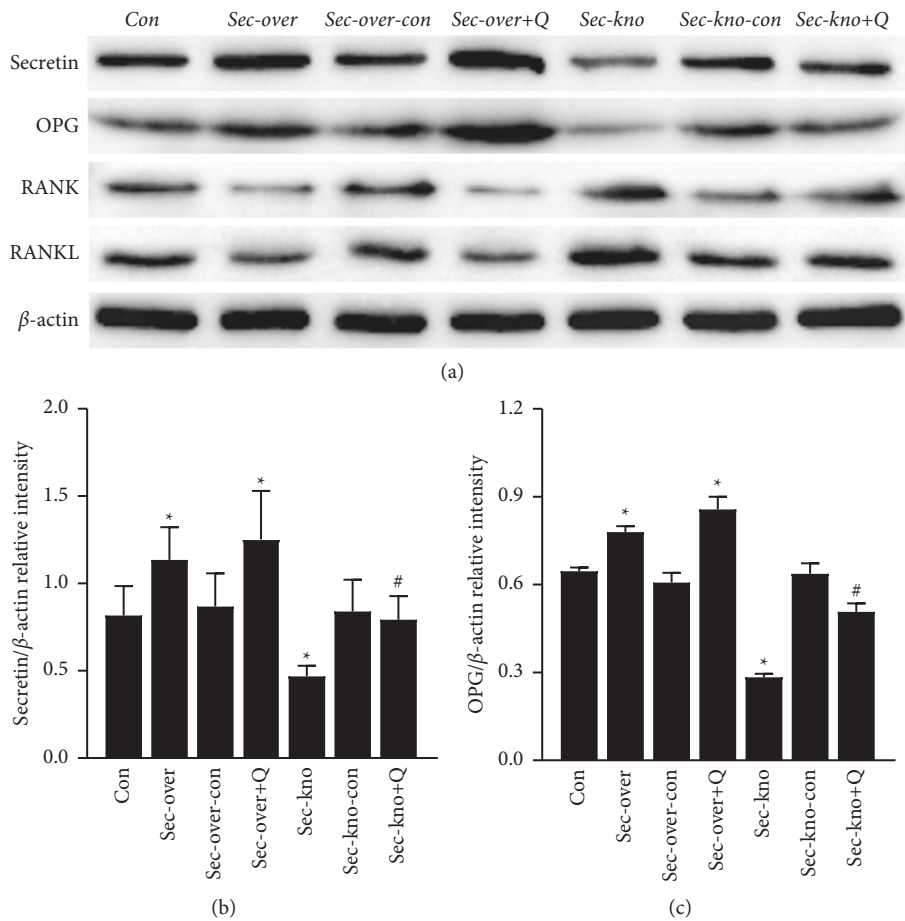 Con Sec-over Sec-over-con Sec-over+Q Sec-kno Sec-kno-con Sec-kno+Q
Secretin
OPG
RANK
RANKL
β-actin
(a)
Secretin/β-actin relative intensity
2.0
1.5
1.0
0.5
0.0
* * * #
Con Sec-over Sec-over-con Sec-over+Q Sec-kno Sec-kno-con Sec-kno+Q
(b)
OPG/β-actin relative intensity
1.2
0.9
0.6
0.3
0.0
* * * #
Con Sec-over Sec-over-con Sec-over+Q Sec-kno Sec-kno-con Sec-kno+Q
(c)